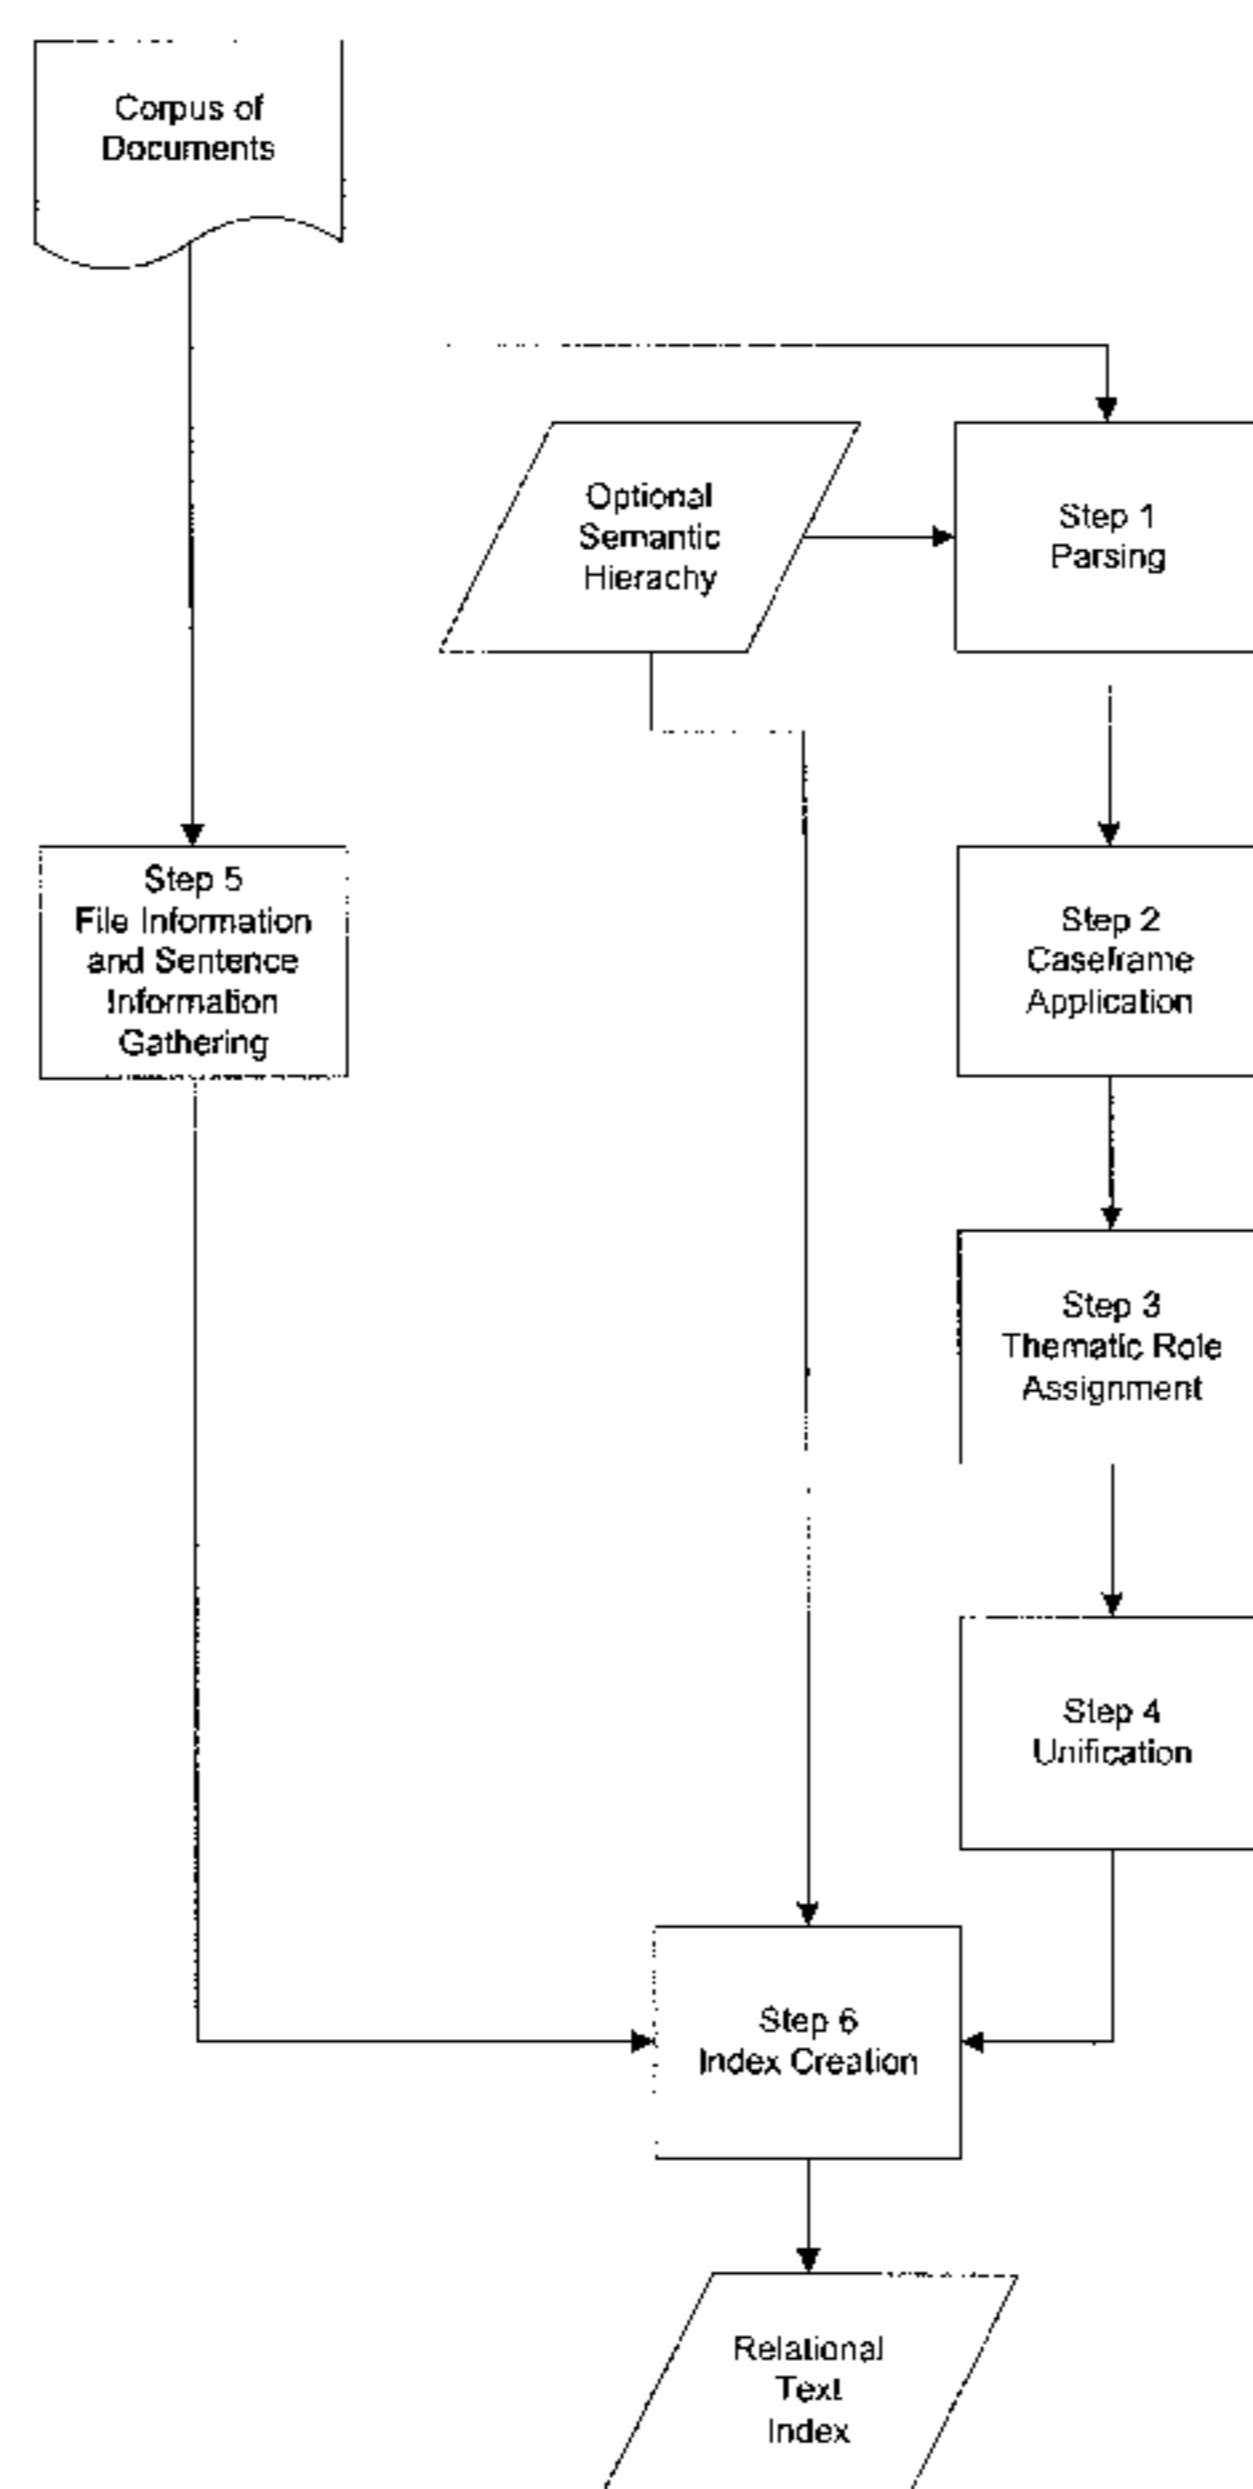 Corpus of
Documents
Optional
Semantic
Hierachy
Step 1
Parsing
Step 5
File Information
and Sentence
Information
Gathering
Step 2
Caseframe
Application
Step 3
Thematic Role
Assignment
Step 4
Unification
Step 6
Index Creation
Relational
Text
Index